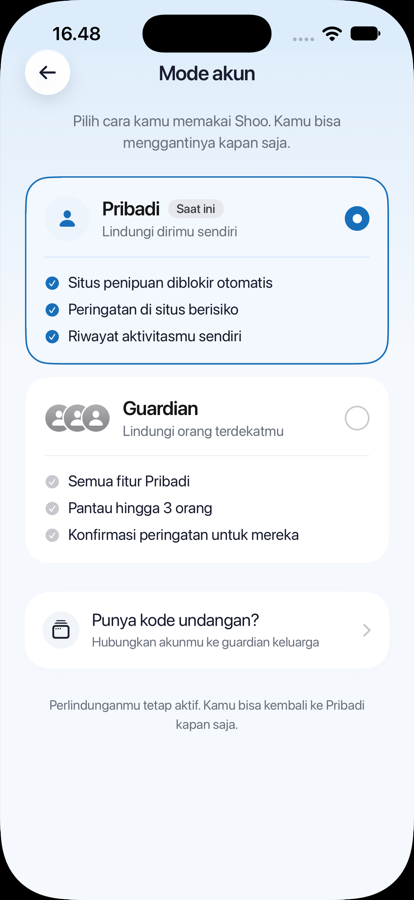 16.48
Mode akun
Pilih cara kamu memakai Shoo. Kamu bisa
menggantinya kapan saja.
Pribadi
Saat ini
Lindungi dirimu sendiri
Situs penipuan diblokir otomatis
Peringatan di situs berisiko
Riwayat aktivitasmu sendiri
Guardian
Lindungi orang terdekatmu
Semua fitur Pribadi
Pantau hingga 3 orang
Konfirmasi peringatan untuk mereka
Punya kode undangan?
Hubungkan akunmu ke guardian keluarga
Perlindunganmu tetap aktif. Kamu bisa kembali ke Pribadi
kapan saja.